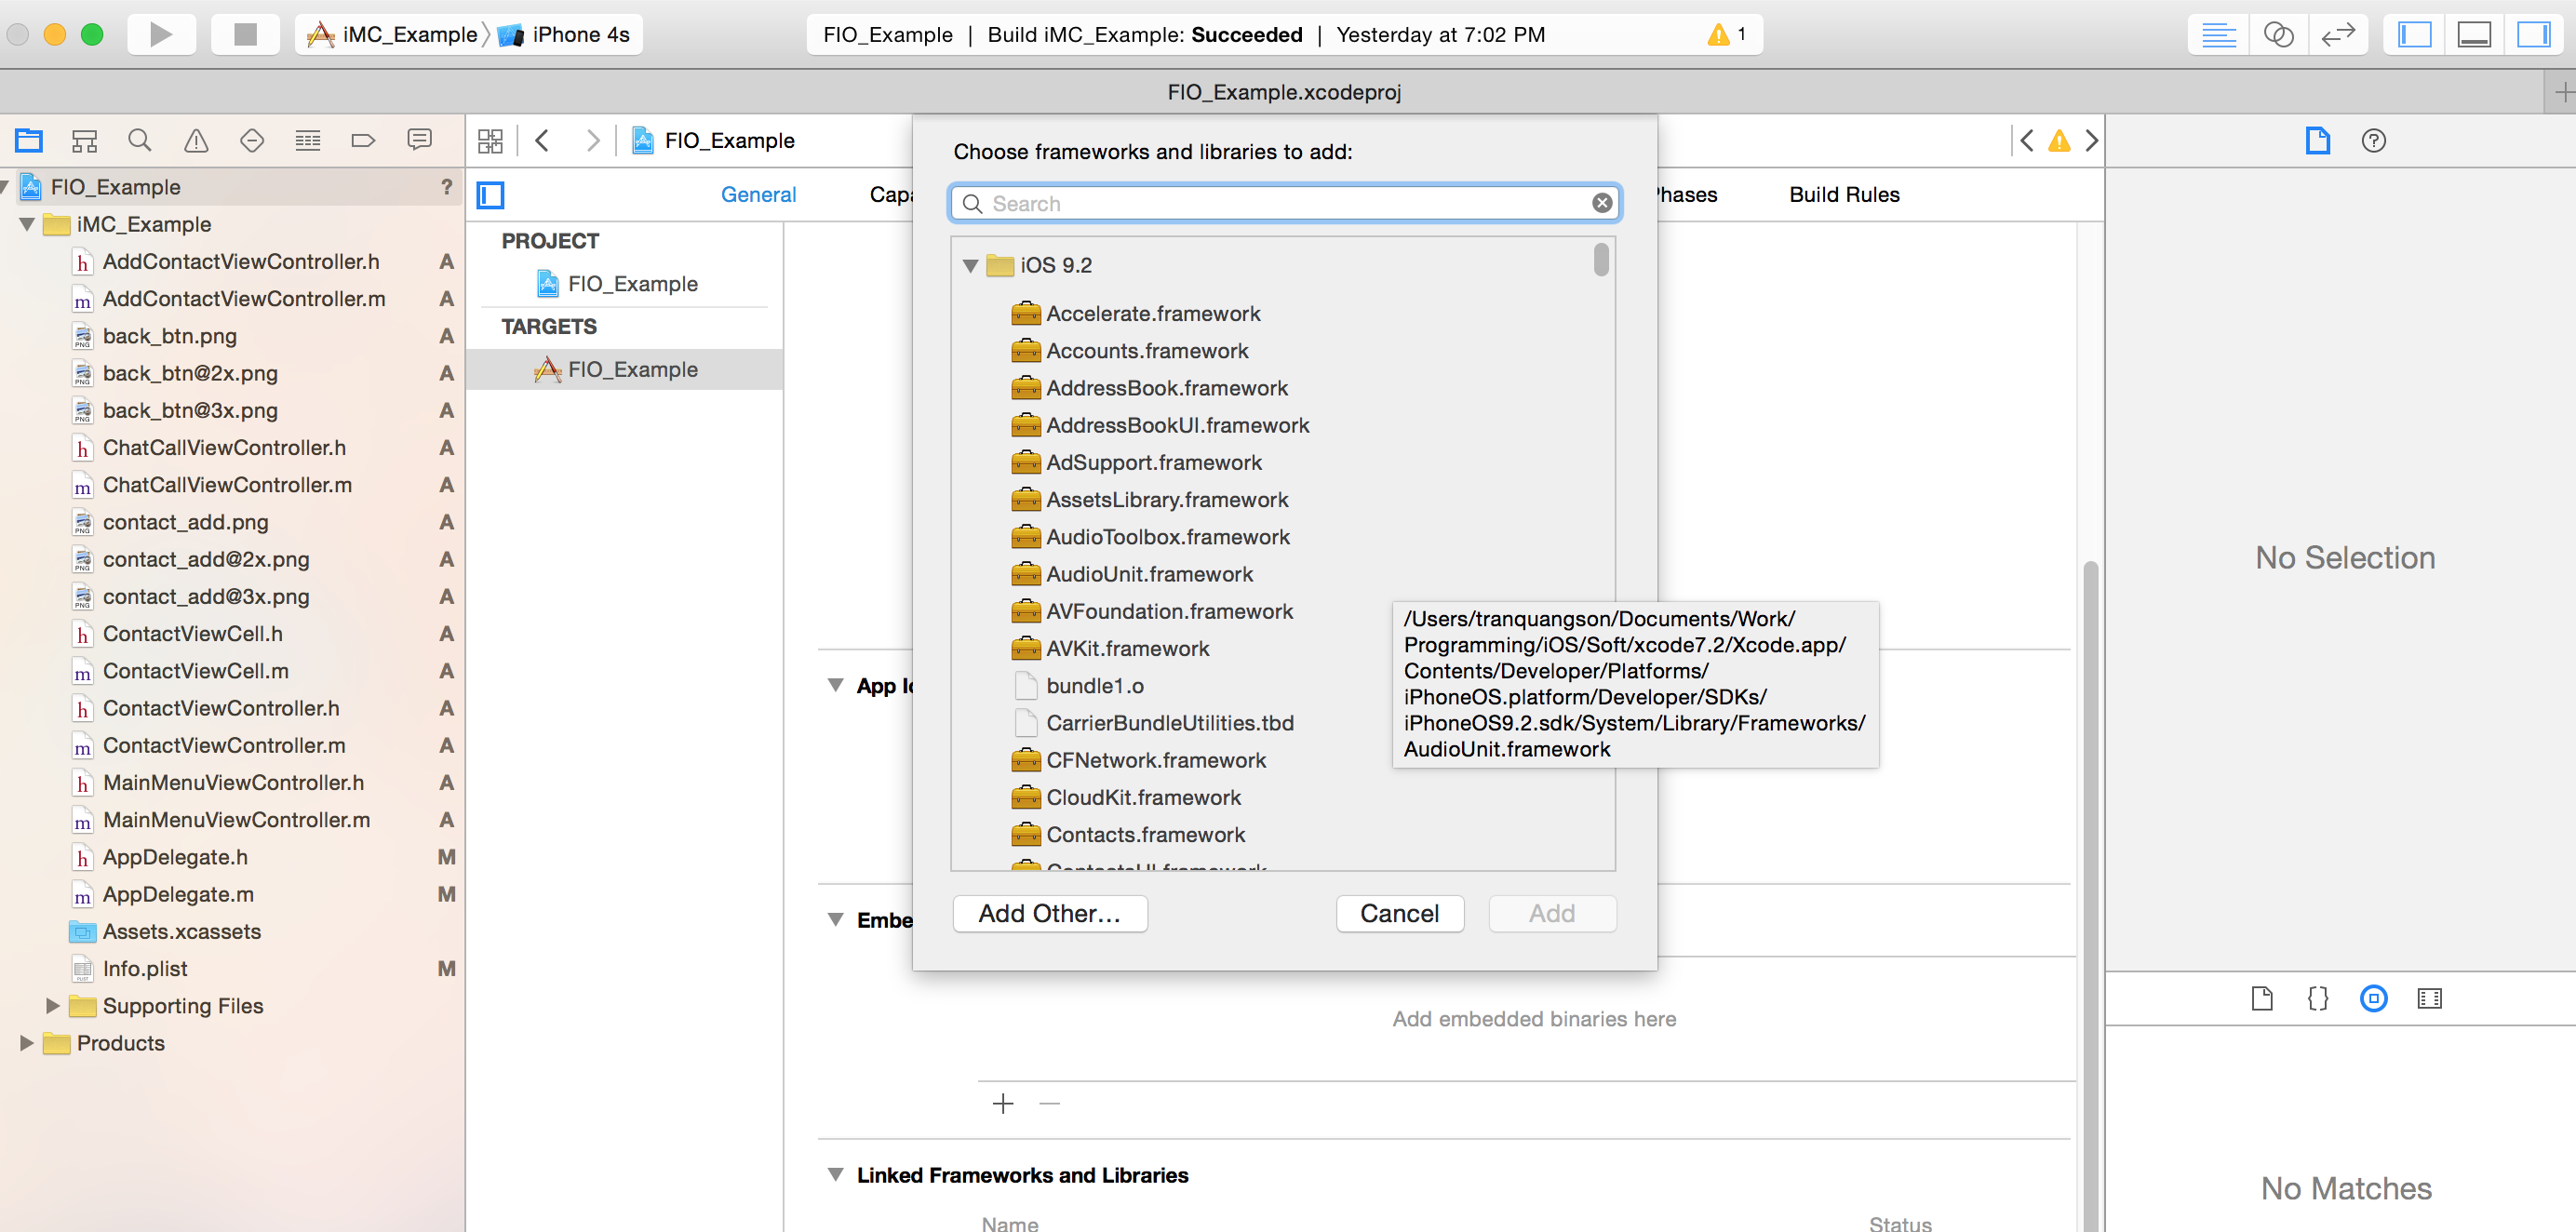 iMC_Example
iPhone 4s
FIO_Example | Build iMC_Example: Succeeded | Yesterday at 7:02 PM
1
FIO_Example.xcodeproj
FIO_Example
General
Capa
Phases
Build Rules
FIO_Example ?
iMC_Example
AddContactViewController.h A
AddContactViewController.m A
back_btn.png A
back_btn@2x.png A
back_btn@3x.png A
ChatCallViewController.h A
ChatCallViewController.m A
contact_add.png A
contact_add@2x.png A
contact_add@3x.png A
ContactViewCell.h A
ContactViewCell.m A
ContactViewController.h A
ContactViewController.m A
MainMenuViewController.h A
MainMenuViewController.m A
AppDelegate.h M
AppDelegate.m M
Assets.xcassets
Info.plist M
Supporting Files
Products
PROJECT
FIO_Example
TARGETS
FIO_Example
Choose frameworks and libraries to add:
Search
iOS 9.2
Accelerate.framework
Accounts.framework
AddressBook.framework
AddressBookUI.framework
AdSupport.framework
AssetsLibrary.framework
AudioToolbox.framework
AudioUnit.framework
AVFoundation.framework
AVKit.framework
bundle1.o
CarrierBundleUtilities.tbd
CFNetwork.framework
CloudKit.framework
Contacts.framework
ContactsUI.framework
Add Other...
Cancel
Add
/Users/tranquangson/Documents/Work/
Programming/iOS/Soft/xcode7.2/Xcode.app/
Contents/Developer/Platforms/
iPhoneOS.platform/Developer/SDKs/
iPhoneOS9.2.sdk/System/Library/Frameworks/
AudioUnit.framework
App Ic
Embe
Add embedded binaries here
Linked Frameworks and Libraries
Name
Status
No Selection
No Matches